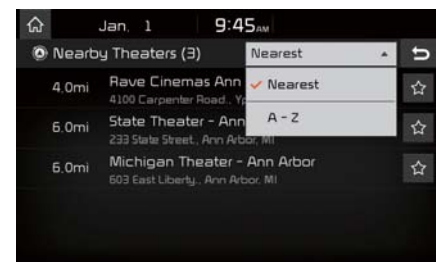 Jan. 1 9:45AM
Nearby Theaters (3) Nearest
4.0mi Rave Cinemas Ann
4100 Carpenter Road., Yp
Nearest
6.0mi State Theater - Ann
233 State Street., Ann Arbor, MI
A - Z
6.0mi Michigan Theater - Ann Arbor
603 East Liberty., Ann Arbor, MI